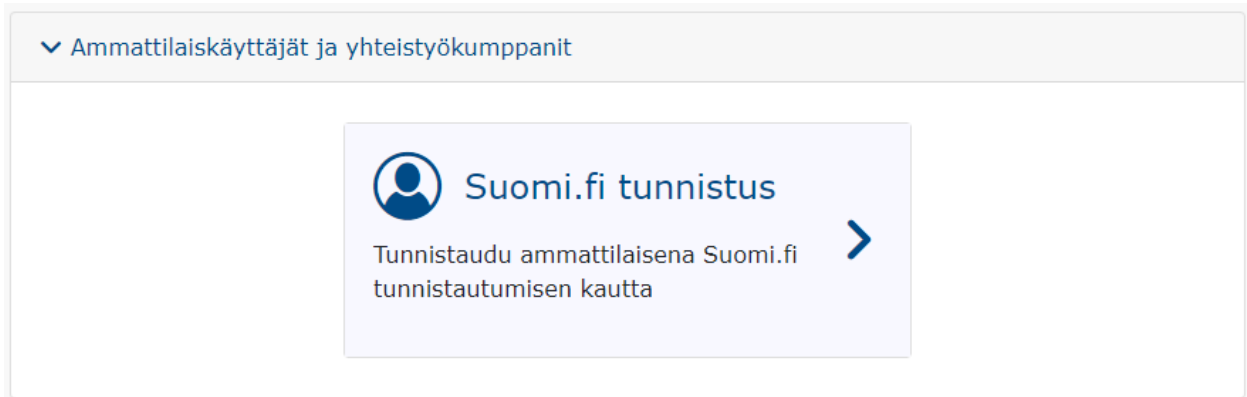 Ammattilaiskäyttäjät ja yhteistyökumppanit
Suomi.fi tunnistus
Tunnistaudu ammattilaisena Suomi.fi
tunnistautumisen kautta